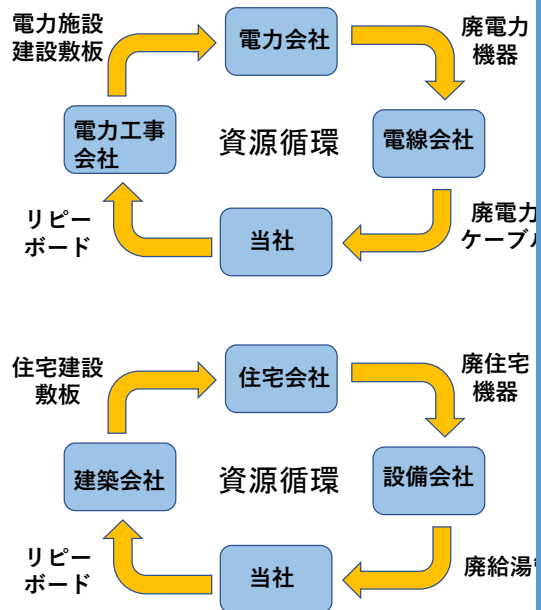 電力施設
建設敷板
電力会社
廃電力
機器
電力工事
会社
資源循環
電線会社
リピー
ボード
当社
廃電力
ケーブル
住宅建設
敷板
住宅会社
廃住宅
機器
建築会社
資源循環
設備会社
リピー
ボード
当社
廃給湯